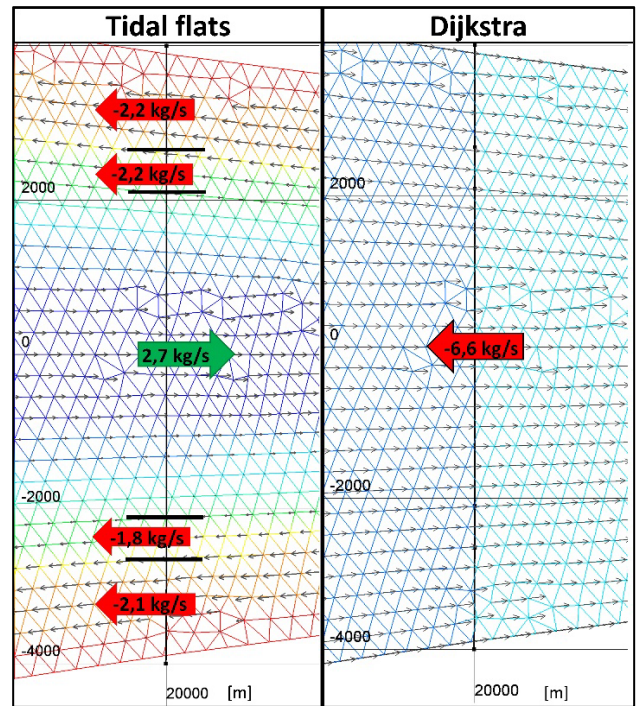 Tidal flats
-2,2 kg/s
-2,2 kg/s
2000
0
2,7 kg/s
-2000
-1,8 kg/s
-2,1 kg/s
-4000
20000 [m]
Dijkstra
2000
0
-6,6 kg/s
-2000
-4000
20000 [m]